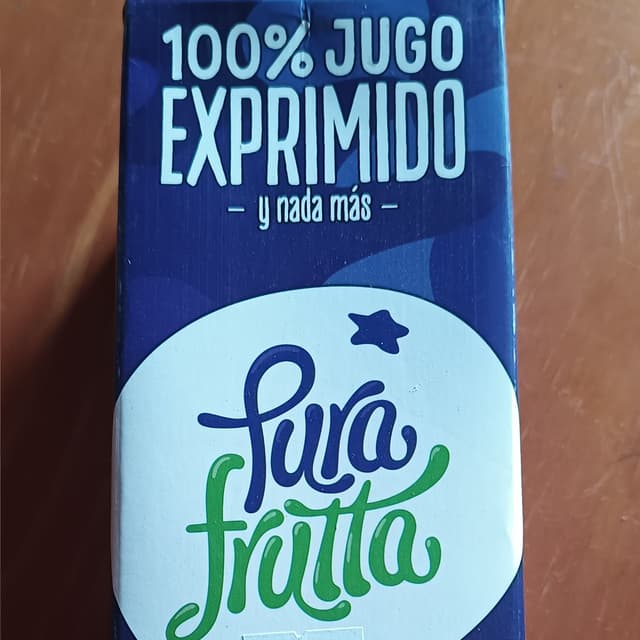 100% JUGO
EXPRIMIDO
- y nada más -
Pura
frutta